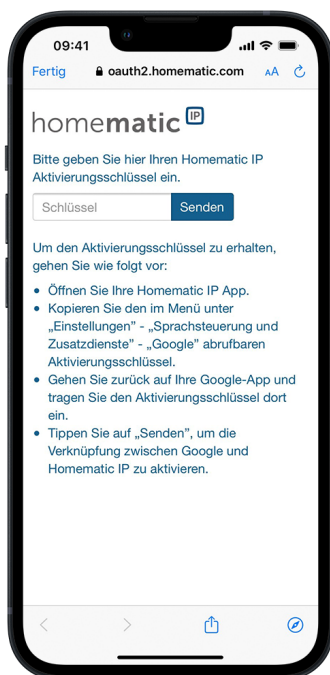 09:41
Fertig oauth2.homematic.com AA
homematic IP
Bitte geben Sie hier Ihren Homematic IP
Aktivierungsschlüssel ein.
Schlüssel Senden
Um den Aktivierungsschlüssel zu erhalten,
gehen Sie wie folgt vor:
• Öffnen Sie Ihre Homematic IP App.
• Kopieren Sie den im Menü unter
„Einstellungen” - „Sprachsteuerung und
Zusatzdienste” - „Google” abrufbaren
Aktivierungsschlüssel.
• Gehen Sie zurück auf Ihre Google-App und
tragen Sie den Aktivierungsschlüssel dort
ein.
• Tippen Sie auf „Senden”, um die
Verknüpfung zwischen Google und
Homematic IP zu aktivieren.